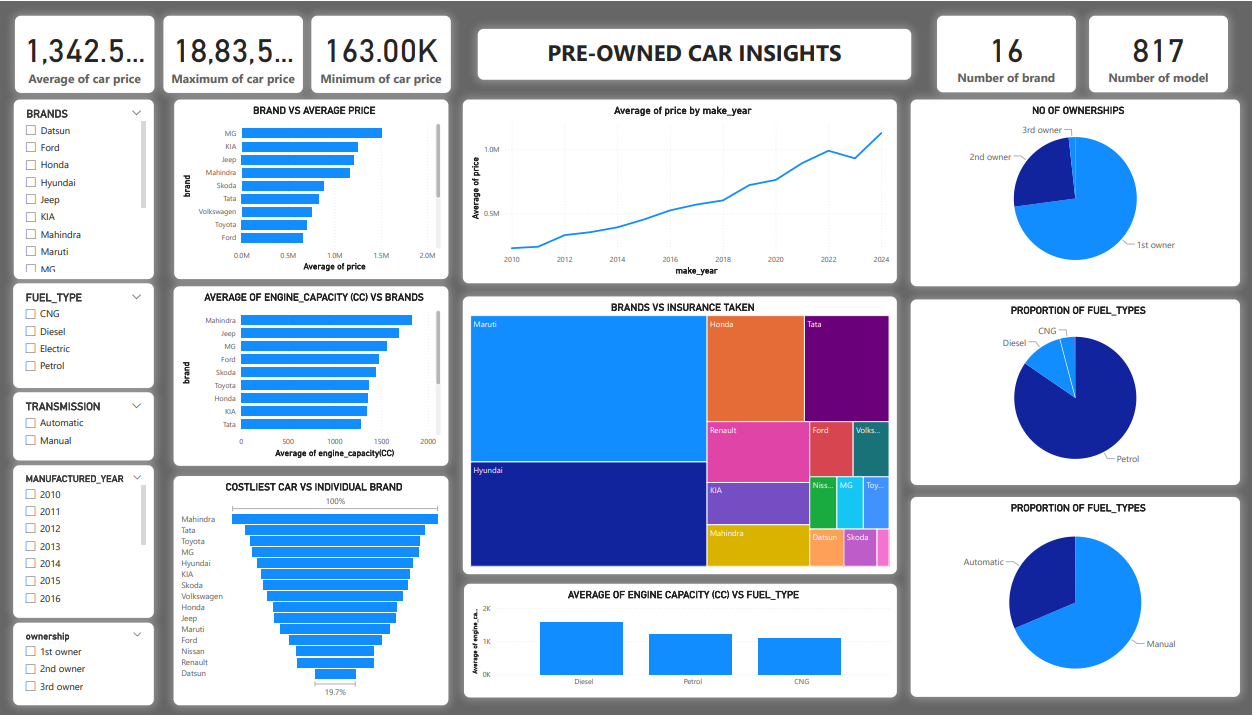 1,342.5...
Average of car price
18,83,5...
Maximum of car price
163.00K
Minimum of car price
PRE-OWNED CAR INSIGHTS
16
Number of brand
817
Number of model
BRANDS
Datsun
Ford
Honda
Hyundai
Jeep
KIA
Mahindra
Maruti
MG
FUEL_TYPE
CNG
Diesel
Electric
Petrol
TRANSMISSION
Automatic
Manual
MANUFACTURED_YEAR
2010
2011
2012
2013
2014
2015
2016
ownership
1st owner
2nd owner
3rd owner
BRAND VS AVERAGE PRICE
brand
MG
KIA
Jeep
Mahindra
Skoda
Tata
Volkswagen
Toyota
Ford
0.0M 0.5M 1.0M 1.5M 2.0M
Average of price
AVERAGE OF ENGINE_CAPACITY (CC) VS BRANDS
brand
Mahindra
Jeep
MG
Ford
Skoda
Toyota
Honda
KIA
Tata
0 500 1000 1500 2000
Average of engine_capacity(CC)
COSTLIEST CAR VS INDIVIDUAL BRAND
100%
Mahindra
Tata
Toyota
MG
Hyundai
KIA
Skoda
Volkswagen
Honda
Jeep
Maruti
Ford
Nissan
Renault
Datsun
19.7%
Average of price by make_year
Average of price
1.0M
0.5M
2010 2012 2014 2016 2018 2020 2022 2024
make_year
BRANDS VS INSURANCE TAKEN
Maruti
Hyundai
Honda
Tata
Renault
Ford
Volks...
KIA
Niss...
MG
Toy...
Mahindra
Datsun
Skoda
AVERAGE OF ENGINE CAPACITY (CC) VS FUEL_TYPE
Average of engine_ca...
2K
1K
0K
Diesel Petrol CNG
NO OF OWNERSHIPS
3rd owner
2nd owner
1st owner
PROPORTION OF FUEL_TYPES
CNG
Diesel
Petrol
PROPORTION OF FUEL_TYPES
Automatic
Manual